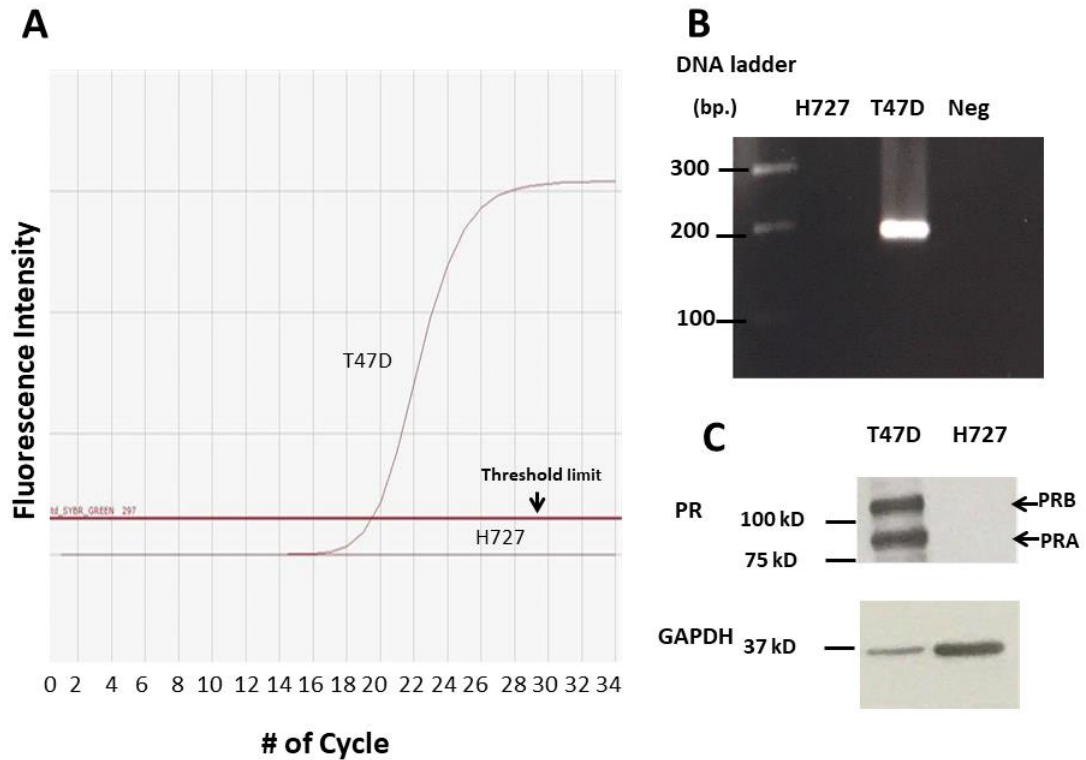 A
Fluorescence Intensity
T47D
Threshold limit
td_SYBR_GREEN 297
H727
0 2 4 6 8 10 12 14 16 18 20 22 24 26 28 30 32 34
# of Cycle
B
DNA ladder
(bp.) H727 T47D Neg
300
200
100
C
T47D H727
PR
PRB
100 kD
PRA
75 kD
GAPDH 37 kD